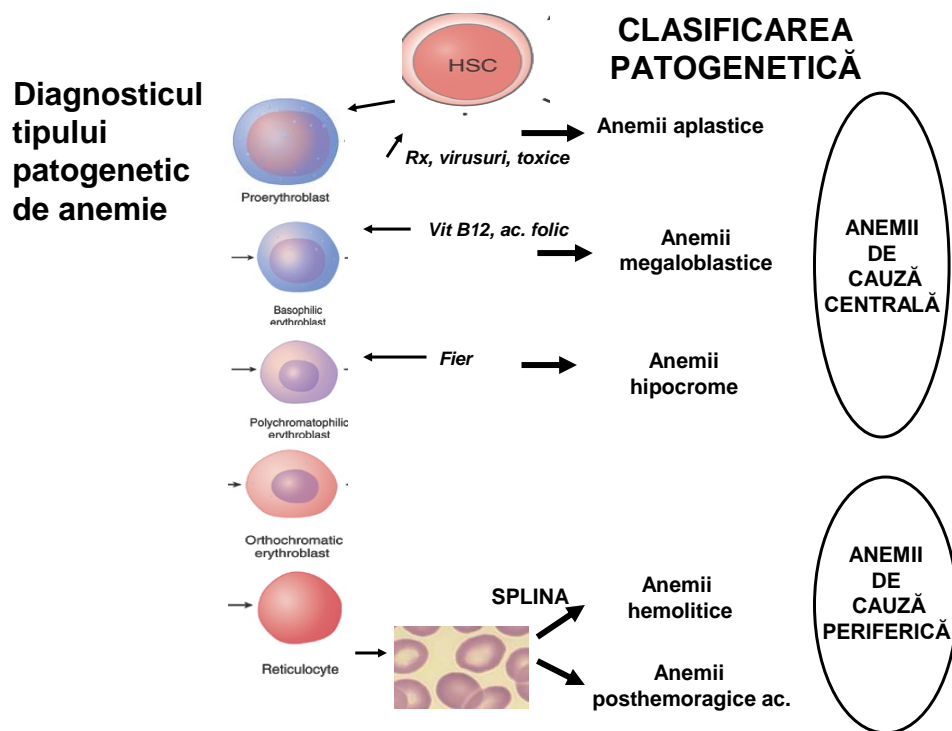 CLASIFICAREA
PATOGENETICĂ
Diagnosticul
tipului
patogenetic
de anemie
HSC
Anemii aplastice
Rx, virusuri, toxice
Proerythroblast
Vit B12, ac. folic
Anemii
megaloblastice
Basophilic
erythroblast
ANEMII
DE
CAUZĂ
CENTRALĂ
Fier
Anemii
hipocrome
Polychromatophilic
erythroblast
Orthochromatic
erythroblast
SPLINA
Anemii
hemolitice
ANEMII
DE
CAUZĂ
PERIFERICĂ
Reticulocyte
Anemii
posthemoragice ac.